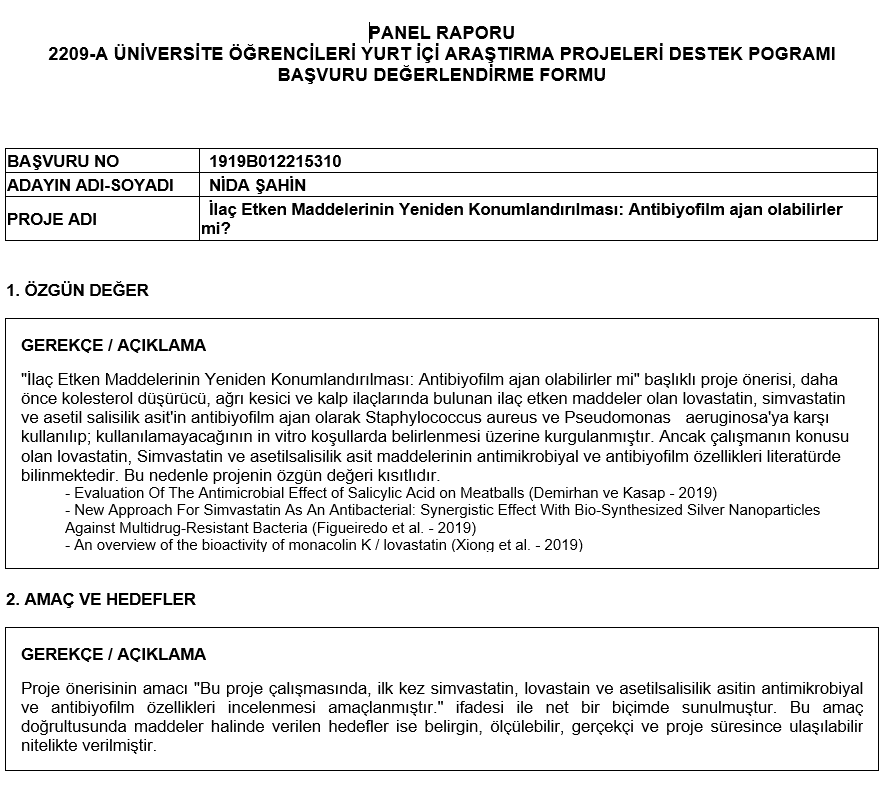 PANEL RAPORU
2209-A ÜNİVERSİTE ÖĞRENCİLERİ YURT İÇİ ARAŞTIRMA PROJELERİ DESTEK POGRAMI
BAŞVURU DEĞERLENDİRME FORMU
BAŞVURU NO 1919B012215310
ADAYIN ADI-SOYADI NİDA ŞAHİN
PROJE ADI İlaç Etken Maddelerinin Yeniden Konumlandırılması: Antibiyofilm ajan olabilirler
mi?
1. ÖZGÜN DEĞER
GEREKÇE / AÇIKLAMA
"İlaç Etken Maddelerinin Yeniden Konumlandırılması: Antibiyofilm ajan olabilirler mi" başlıklı proje önerisi, daha
önce kolesterol düşürücü, ağrı kesici ve kalp ilaçlarında bulunan ilaç etken maddeler olan lovastatin, simvastatin
ve asetil salisilik asit'in antibiyofilm ajan olarak Staphylococcus aureus ve Pseudomonas aeruginosa'ya karşı
kullanılıp; kullanılamayacağının in vitro koşullarda belirlenmesi üzerine kurgulanmıştır. Ancak çalışmanın konusu
olan lovastatin, Simvastatin ve asetilsalisilik asit maddelerinin antimikrobiyal ve antibiyofilm özellikleri literatürde
bilinmektedir. Bu nedenle projenin özgün değeri kısıtlıdır.
- Evaluation Of The Antimicrobial Effect of Salicylic Acid on Meatballs (Demirhan ve Kasap - 2019)
- New Approach For Simvastatin As An Antibacterial: Synergistic Effect With Bio-Synthesized Silver Nanoparticles
Against Multidrug-Resistant Bacteria (Figueiredo et al. - 2019)
- An overview of the bioactivity of monacolin K / lovastatin (Xiong et al. - 2019)
2. AMAÇ VE HEDEFLER
GEREKÇE / AÇIKLAMA
Proje önerisinin amacı "Bu proje çalışmasında, ilk kez simvastatin, lovastain ve asetilsalisilik asitin antimikrobiyal
ve antibiyofilm özellikleri incelenmesi amaçlanmıştır." ifadesi ile net bir biçimde sunulmuştur. Bu amaç
doğrultusunda maddeler halinde verilen hedefler ise belirgin, ölçülebilir, gerçekçi ve proje süresince ulaşılabilir
nitelikte verilmiştir.